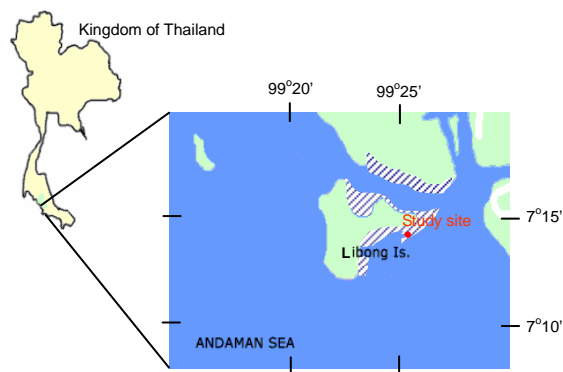 Kingdom of Thailand
99°20’ 99°25’
Study site
7°15’
Libong Is.
7°10’
ANDAMAN SEA